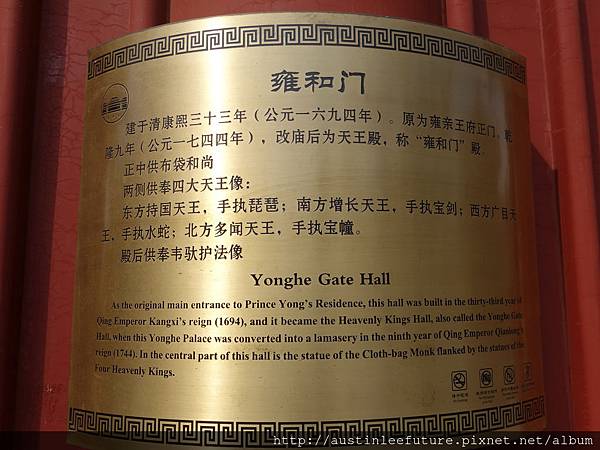 雍和门
建于清康熙三十三年（公元一六九四年）。原为雍亲王府正门。乾
隆九年（公元一七四四年），改庙后为天王殿，称“雍和门”殿.
正中供布袋和尚
两侧供奉四大天王像：
东方持国天王，手执琵琶；南方增长天王，手执宝剑；西方广目天
王，手执水蛇；北方多闻天王，手执宝幢。
殿后供奉韦驮护法像
Yonghe Gate Hall
As the original main entrance to Prince Yong's Residence, this hall was built in the thirty-third year of
Qing Emperor Kangxi's reign (1694), and it became the Heavenly Kings Hall, also called the Yonghe Gate
Hall, when this Yonghe Palace was converted into a lamasery in the ninth year of Qing Emperor Qianlong's
reign (1744). In the central part of this hall is the statue of the Cloth-bag Monk flanked by the statues of the
Four Heavenly Kings.
http://austinleefuture.pixnet.net/album